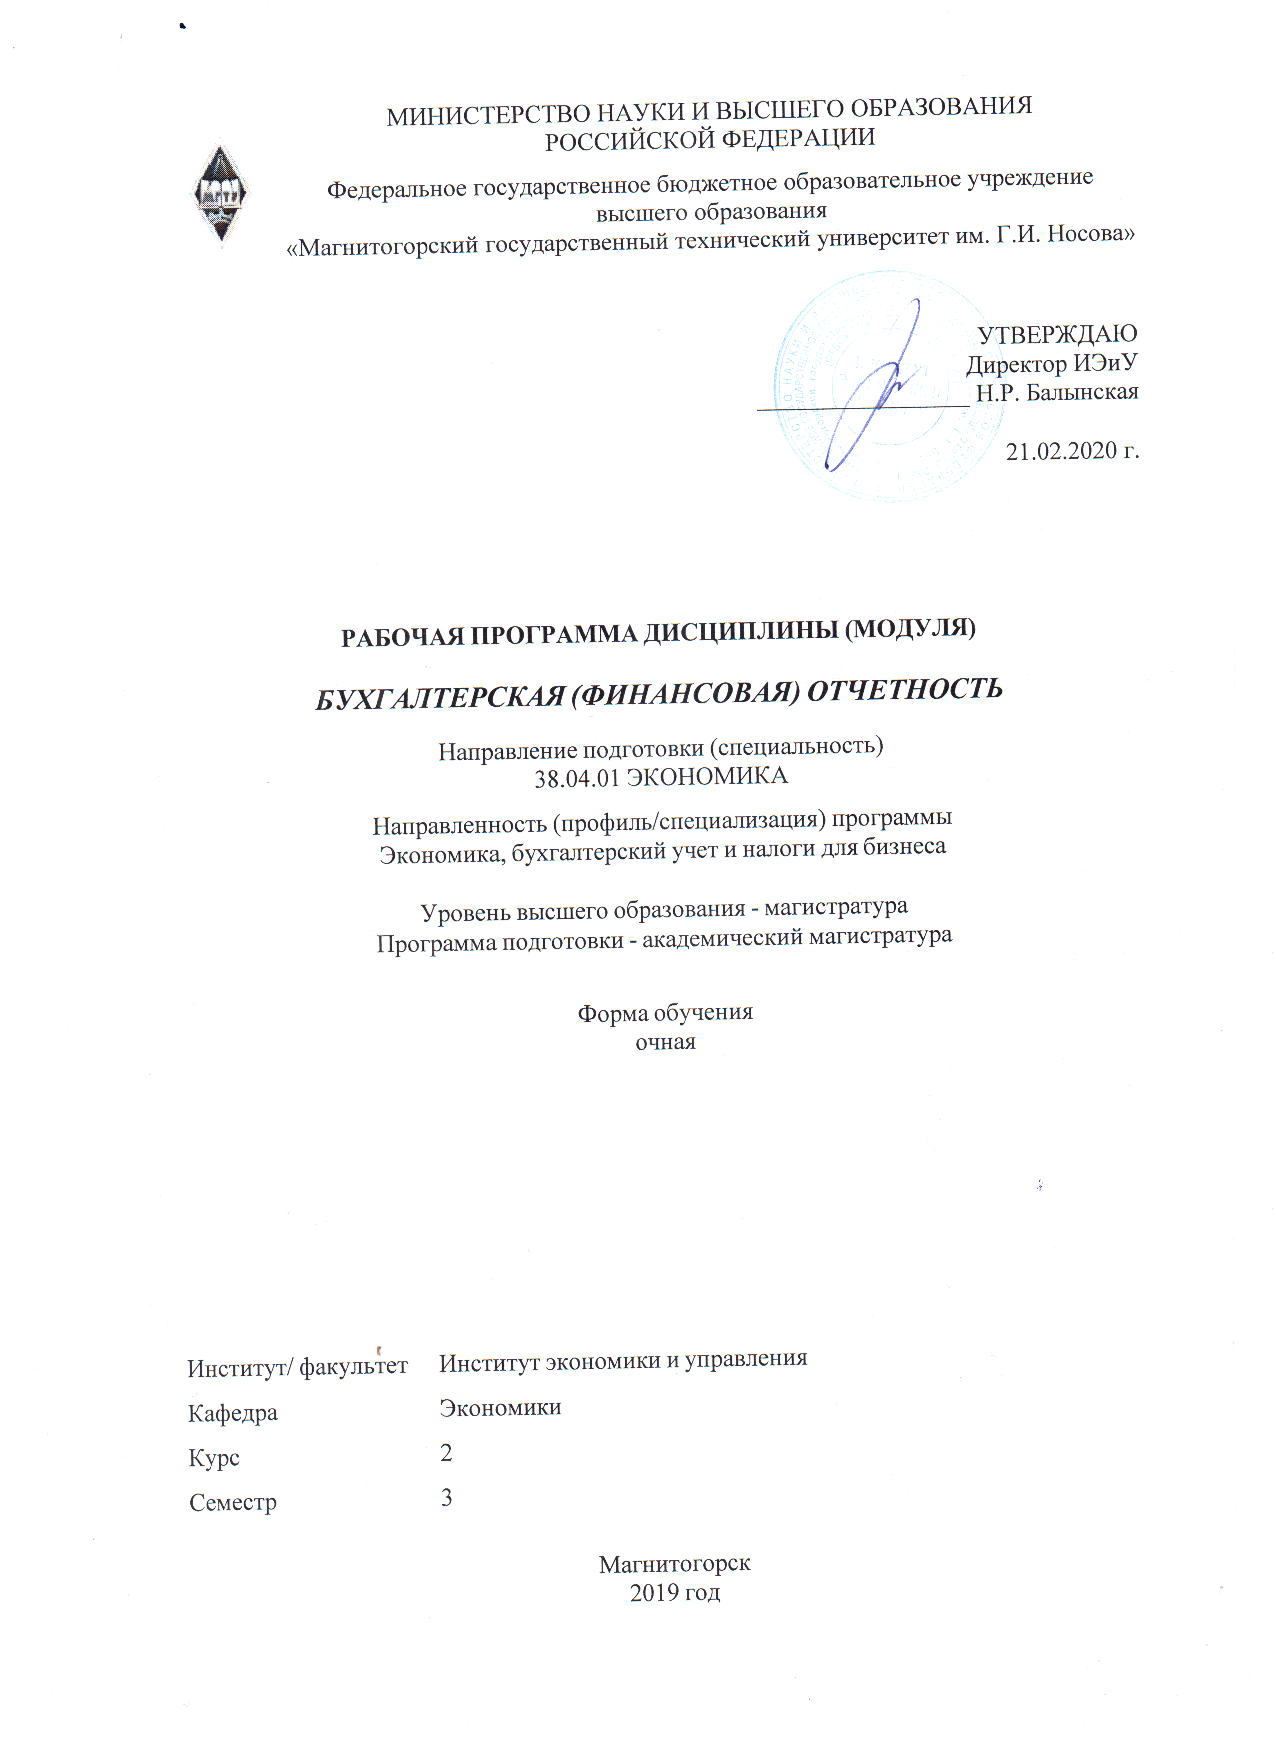 МИНИСТЕРСТВО НАУКИ И ВЫСШЕГО ОБРАЗОВАНИЯ
РОССИЙСКОЙ ФЕДЕРАЦИИ
Федеральное государственное бюджетное образовательное учреждение
высшего образования
«Магнитогорский государственный технический университет им. Г.И. Носова»
УТВЕРЖДАЮ
Директор ИЭиУ
Н.Р. Балынская
21.02.2020 г.
РАБОЧАЯ ПРОГРАММА ДИСЦИПЛИНЫ (МОДУЛЯ)
БУХГАЛТЕРСКАЯ (ФИНАНСОВАЯ) ОТЧЕТНОСТЬ
Направление подготовки (специальность)
38.04.01 ЭКОНОМИКА
Направленность (профиль/специализация) программы
Экономика, бухгалтерский учет и налоги для бизнеса
Уровень высшего образования - магистратура
Программа подготовки - академический магистратура
Форма обучения
очная
Институт/ факультет Институт экономики и управления
Кафедра Экономики
Курс 2
Семестр 3
Магнитогорск
2019 год